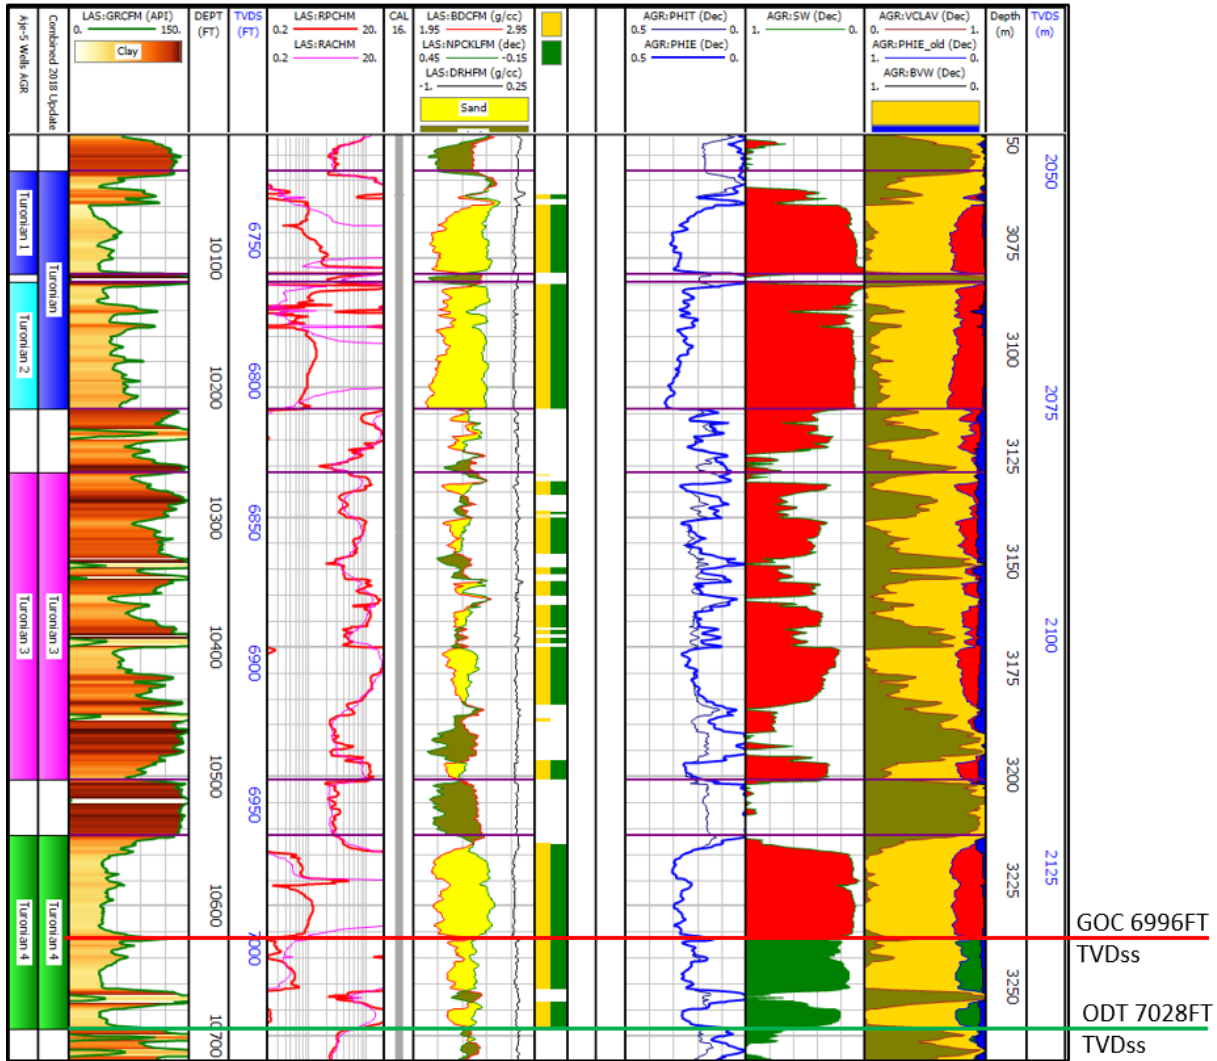 Aje-5 Wells AGR
Combined 2018 Update
LAS:GRCFM (API)
0. 150.
Clay
DEPT
(FT)
TVDS
(FT)
LAS:RPCHM
0.2 20.
LAS:RACHM
0.2 20.
CAL
16.
LAS:BDCFM (g/cc)
1.95 2.95
LAS:NPCKLFM (dec)
0.45 -0.15
LAS:DRHFM (g/cc)
-1. 0.25
Sand
AGR:PHIT (Dec)
0.5 0.
AGR:PHIE (Dec)
0.5 0.
AGR:SW (Dec)
1. 0.
AGR:VCLAV (Dec)
0. 1.
AGR:PHIE_old (Dec)
1. 0.
AGR:BVW (Dec)
1. 0.
Depth
(m)
TVDS
(m)
Turonian 1
Turonian 2
Turonian 3
Turonian 4
Turonian
Turonian 3
Turonian 4
10100
10200
10300
10400
10500
10600
10700
6750
6800
6850
6900
6950
7000
50
3075
3100
3125
3150
3175
3200
3225
3250
2050
2075
2100
2125
GOC 6996FT
TVDss
ODT 7028FT
TVDss